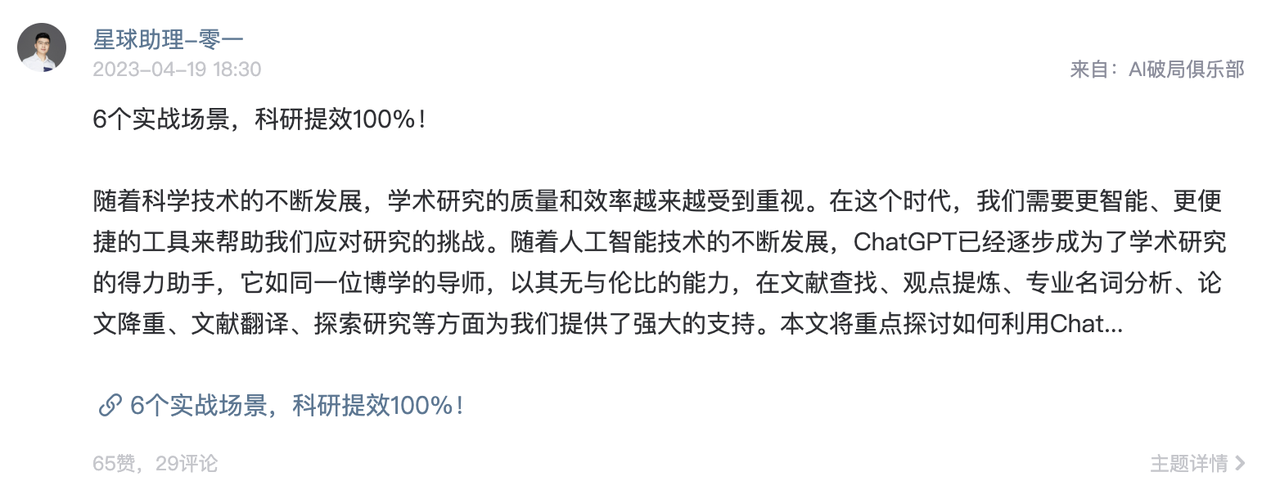 星球助理-零一
2023-04-19 18:30
来自：AI破局俱乐部
6个实战场景，科研提效100%！
随着科学技术的不断发展，学术研究的质量和效率越来越受到重视。在这个时代，我们需要更智能、更便
捷的工具来帮助我们应对研究的挑战。随着人工智能技术的不断发展，ChatGPT已经逐步成为了学术研究
的得力助手，它如同一位博学的导师，以其无与伦比的能力，在文献查找、观点提炼、专业名词分析、论
文降重、文献翻译、探索研究等方面为我们提供了强大的支持。本文将重点探讨如何利用Chat...
6个实战场景，科研提效100%！
65赞，29评论
主题详情